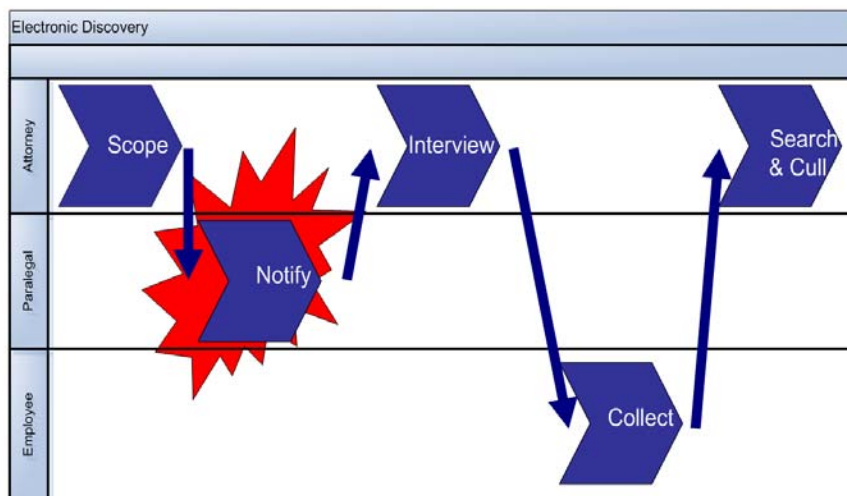 Electronic Discovery
Attorney
Scope
Interview
Search
& Cull
Paralegal
Notify
Employee
Collect